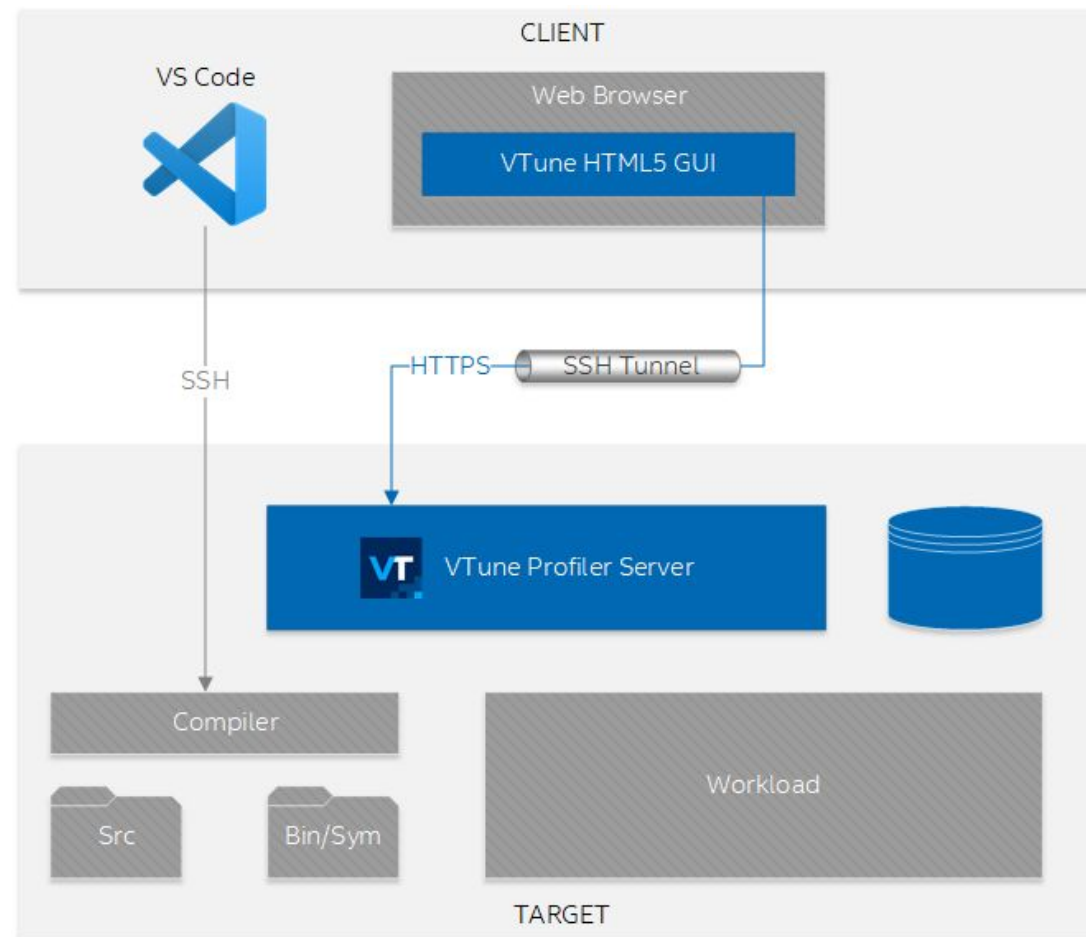 CLIENT
VS Code
Web Browser
VTune HTML5 GUI
HTTPS
SSH Tunnel
SSH
VT
VTune Profiler Server
Compiler
Workload
Src
Bin/Sym
TARGET